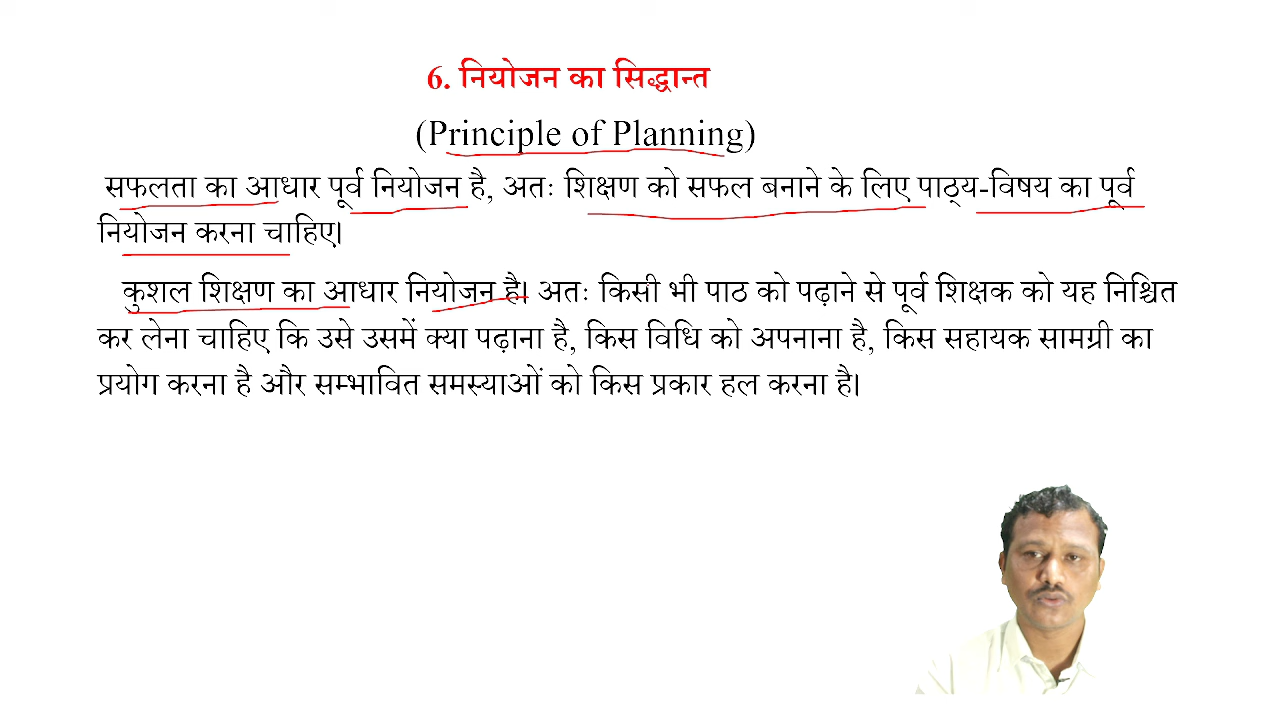 6. नियोजन का सिद्धान्त
(Principle of Planning)
सफलता का आधार पूर्व नियोजन है, अतः शिक्षण को सफल बनाने के लिए पाठ्य-विषय का पूर्व
नियोजन करना चाहिए।
कुशल शिक्षण का आधार नियोजन है। अतः किसी भी पाठ को पढ़ाने से पूर्व शिक्षक को यह निश्चित
कर लेना चाहिए कि उसे उसमें क्या पढ़ाना है, किस विधि को अपनाना है, किस सहायक सामग्री का
प्रयोग करना है और सम्भावित समस्याओं को किस प्रकार हल करना है।